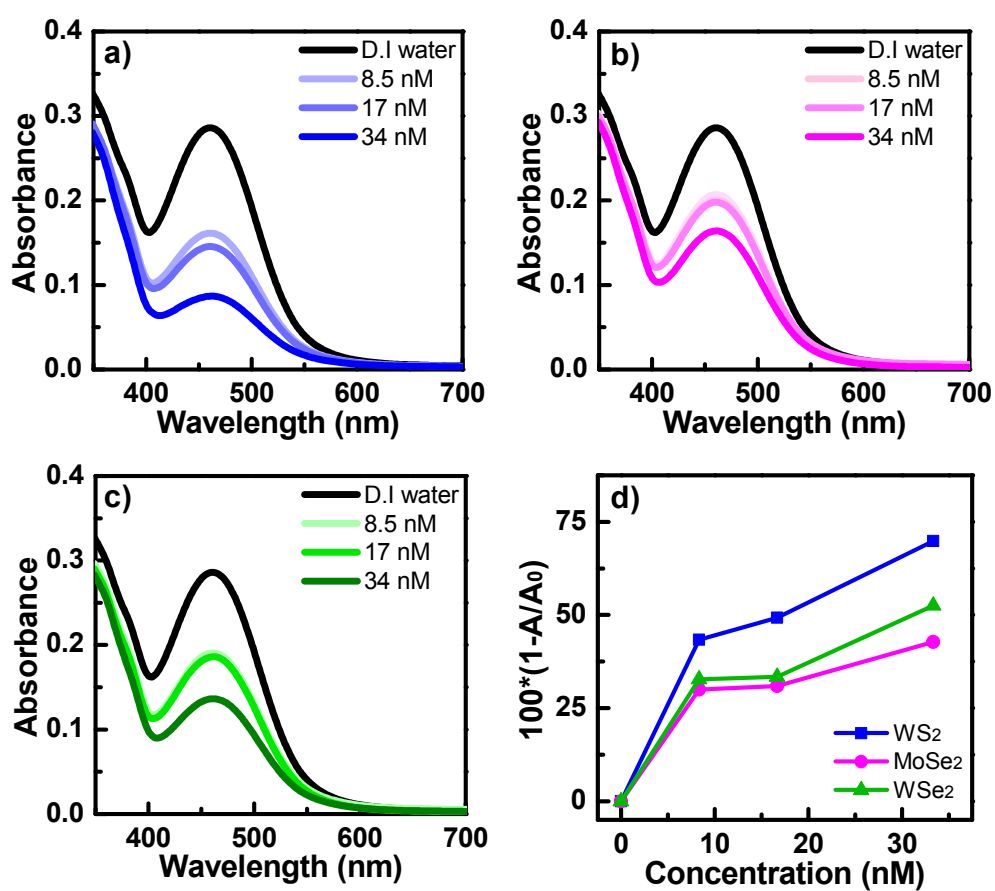 a)
D.I water
8.5 nM
17 nM
34 nM
0.4
0.3
0.2
0.1
0.0
Absorbance
400
500
600
700
Wavelength (nm)
b)
D.I water
8.5 nM
17 nM
34 nM
0.4
0.3
0.2
0.1
0.0
Absorbance
400
500
600
700
Wavelength (nm)
c)
D.I water
8.5 nM
17 nM
34 nM
0.4
0.3
0.2
0.1
0.0
Absorbance
400
500
600
700
Wavelength (nm)
d)
75
50
25
0
100*(1-A/A0)
WS2
MoSe2
WSe2
0
10
20
30
Concentration (nM)